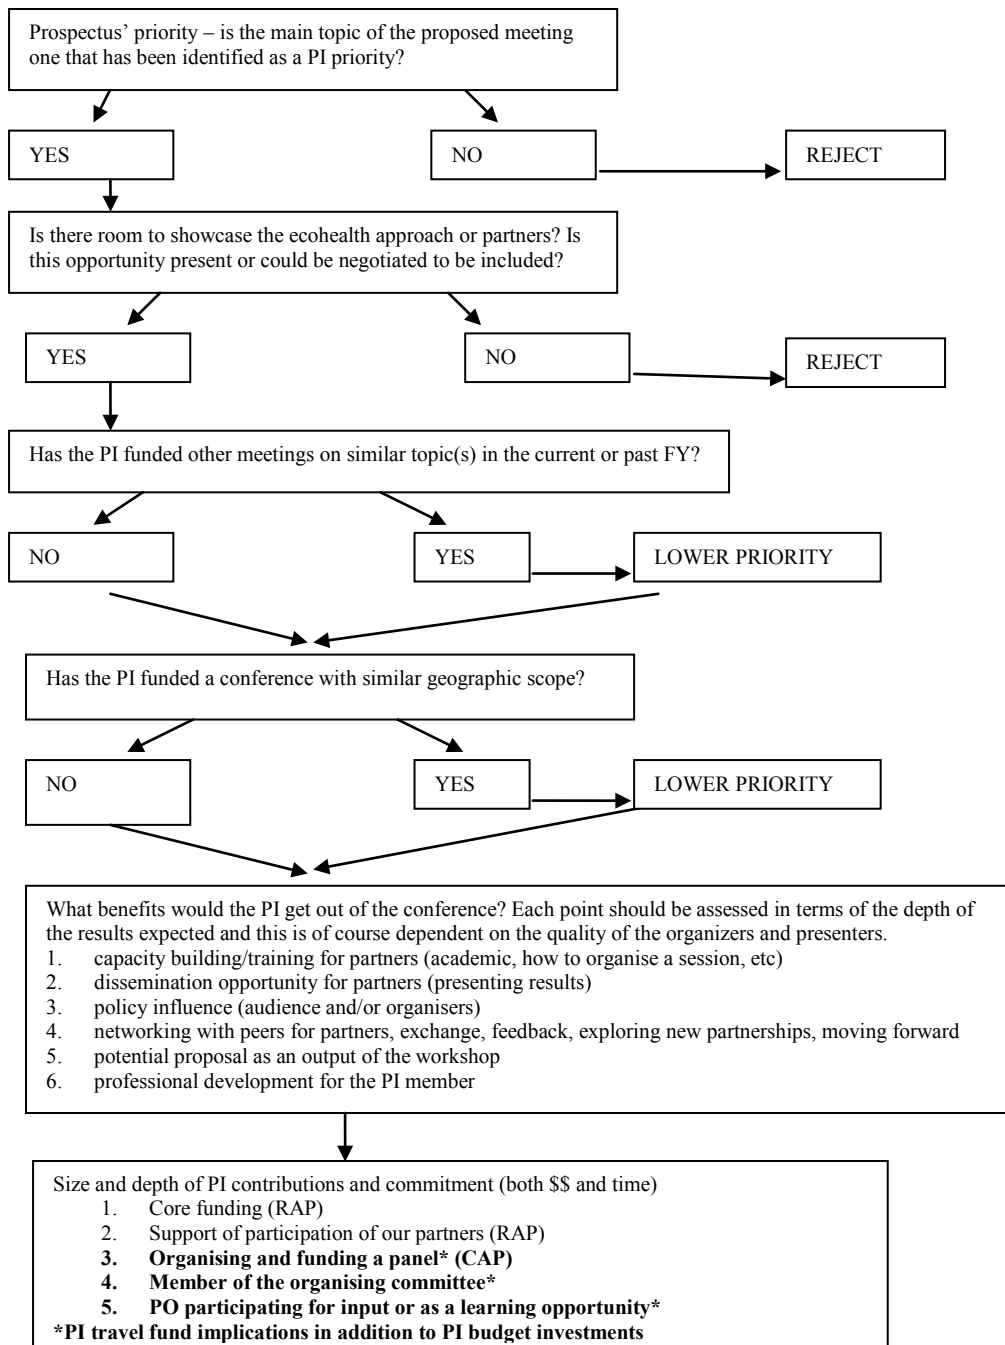 Prospectus’ priority – is the main topic of the proposed meeting
one that has been identified as a PI priority?
YES
NO
REJECT
Is there room to showcase the ecohealth approach or partners? Is
this opportunity present or could be negotiated to be included?
YES
NO
REJECT
Has the PI funded other meetings on similar topic(s) in the current or past FY?
NO
YES
LOWER PRIORITY
Has the PI funded a conference with similar geographic scope?
NO
YES
LOWER PRIORITY
What benefits would the PI get out of the conference? Each point should be assessed in terms of the depth of
the results expected and this is of course dependent on the quality of the organizers and presenters.
1. capacity building/training for partners (academic, how to organise a session, etc)
2. dissemination opportunity for partners (presenting results)
3. policy influence (audience and/or organisers)
4. networking with peers for partners, exchange, feedback, exploring new partnerships, moving forward
5. potential proposal as an output of the workshop
6. professional development for the PI member
Size and depth of PI contributions and commitment (both $$ and time)
1. Core funding (RAP)
2. Support of participation of our partners (RAP)
3. Organising and funding a panel* (CAP)
4. Member of the organising committee*
5. PO participating for input or as a learning opportunity*
*PI travel fund implications in addition to PI budget investments